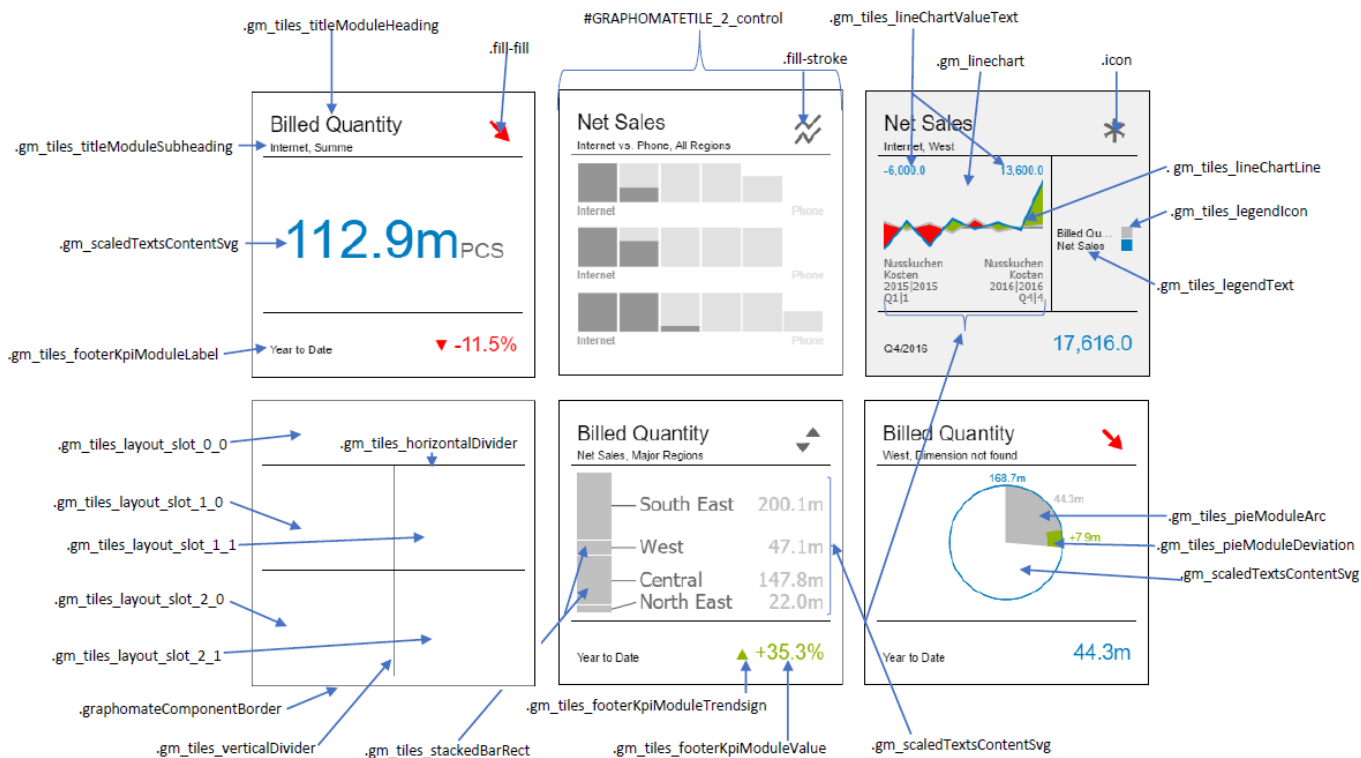 .gm_tiles_titleModuleHeading
#GRAPHOMATETILE_2_control
.gm_tiles_lineChartValueText
.fill-fill
.fill-stroke
.gm_linechart
.icon
.gm_tiles_titleModuleSubheading
Billed Quantity
Internet, Summe
Net Sales
Internet vs. Phone, All Regions
Net Sales
Internet, West
.gm_scaledTextsContentSvg
112.9mPCS
Internet
Phone
Internet
Phone
Internet
Phone
-6,000.0
13,600.0
. gm_tiles_lineChartLine
.gm_tiles_legendIcon
Billed Qu...
Net Sales
.gm_tiles_legendText
Nusskuchen
Kosten
2015|2015
Q1|1
Nusskuchen
Kosten
2016|2016
Q4|4
.gm_tiles_footerKpiModuleLabel
Year to Date
▼ -11.5%
Q4/2016
17,616.0
.gm_tiles_layout_slot_0_0
.gm_tiles_horizontalDivider
.gm_tiles_layout_slot_1_0
.gm_tiles_layout_slot_1_1
.gm_tiles_layout_slot_2_0
.gm_tiles_layout_slot_2_1
.graphomateComponentBorder
.gm_tiles_verticalDivider
.gm_tiles_stackedBarRect
Billed Quantity
Net Sales, Major Regions
South East 200.1m
West 47.1m
Central 147.8m
North East 22.0m
Year to Date
▲ +35.3%
.gm_tiles_footerKpiModuleTrendsign
.gm_tiles_footerKpiModuleValue
.gm_scaledTextsContentSvg
Billed Quantity
West, Dimension not found
168.7m
44.3m
+7.9m
.gm_tiles_pieModuleArc
.gm_tiles_pieModuleDeviation
.gm_scaledTextsContentSvg
Year to Date
44.3m